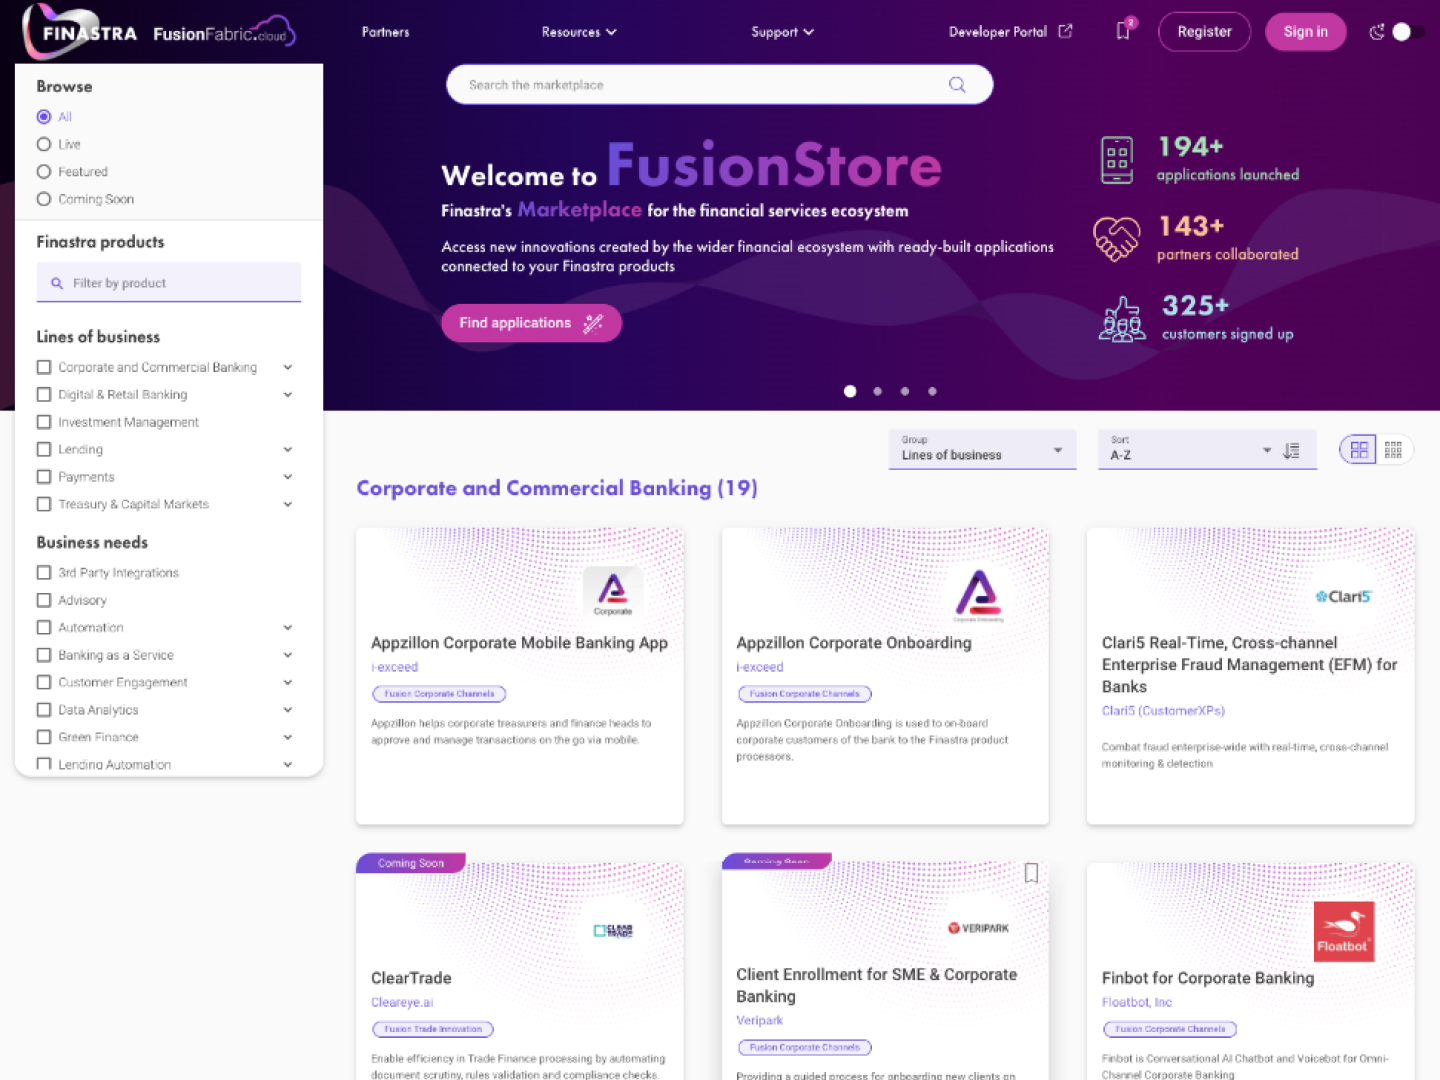 FINASTRA FusionFabric.cloud
Partners
Resources
Support
Developer Portal
2
Register
Sign in
Search the marketplace
Browse
All
Live
Featured
Coming Soon
Finastra products
Filter by product
Lines of business
Corporate and Commercial Banking
Digital & Retail Banking
Investment Management
Lending
Payments
Treasury & Capital Markets
Business needs
3rd Party Integrations
Advisory
Automation
Banking as a Service
Customer Engagement
Data Analytics
Green Finance
Lending Automation
Welcome to FusionStore
Finastra's Marketplace for the financial services ecosystem
Access new innovations created by the wider financial ecosystem with ready-built applications
connected to your Finastra products
Find applications
194+
applications launched
143+
partners collaborated
325+
customers signed up
Group
Lines of business
Sort
A-Z
Corporate and Commercial Banking (19)
Corporate
Appzillon Corporate Mobile Banking App
i-exceed
Fusion Corporate Channels
Appzillon helps corporate treasurers and finance heads to
approve and manage transactions on the go via mobile.
Corporate Onboarding
Appzillon Corporate Onboarding
i-exceed
Fusion Corporate Channels
Appzillon Corporate Onboarding is used to on-board
corporate customers of the bank to the Finastra product
processors.
Clari5
Clari5 Real-Time, Cross-channel
Enterprise Fraud Management (EFM) for
Banks
Clari5 (CustomerXPs)
Combat fraud enterprise-wide with real-time, cross-channel
monitoring & detection
Coming Soon
CLEAR
TRADE
ClearTrade
Cleareye.ai
Fusion Trade Innovation
Enable efficiency in Trade Finance processing by automating
document scrutiny, rules validation and compliance checks.
Coming Soon
VERIPARK
Client Enrollment for SME & Corporate
Banking
Veripark
Fusion Corporate Channels
Providing a guided process for onboarding new clients on
Floatbot
Finbot for Corporate Banking
Floatbot, Inc
Fusion Corporate Channels
Finbot is Conversational AI Chatbot and Voicebot for Omni-
Channel Corporate Banking